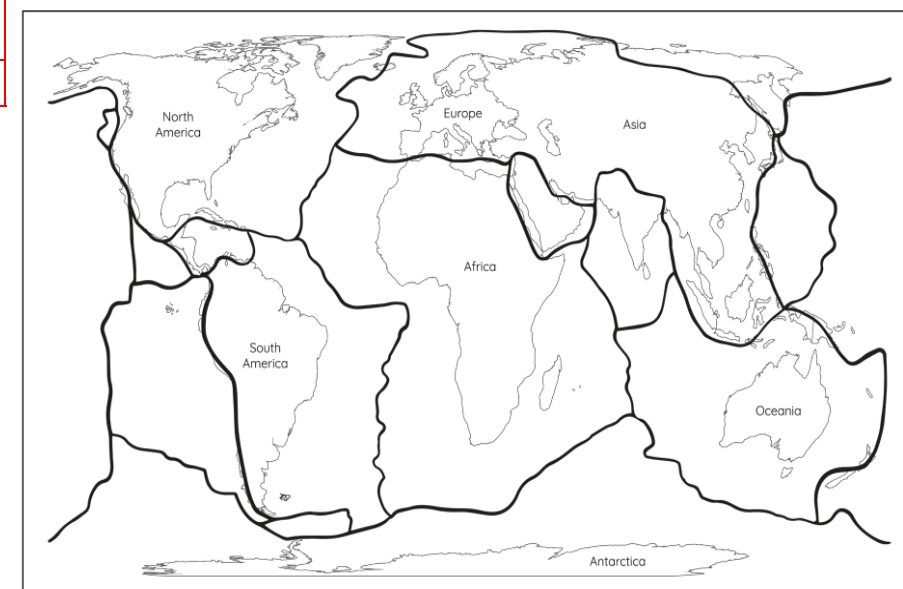 North
America
Europe
Asia
Africa
South
America
Oceania
Antarctica